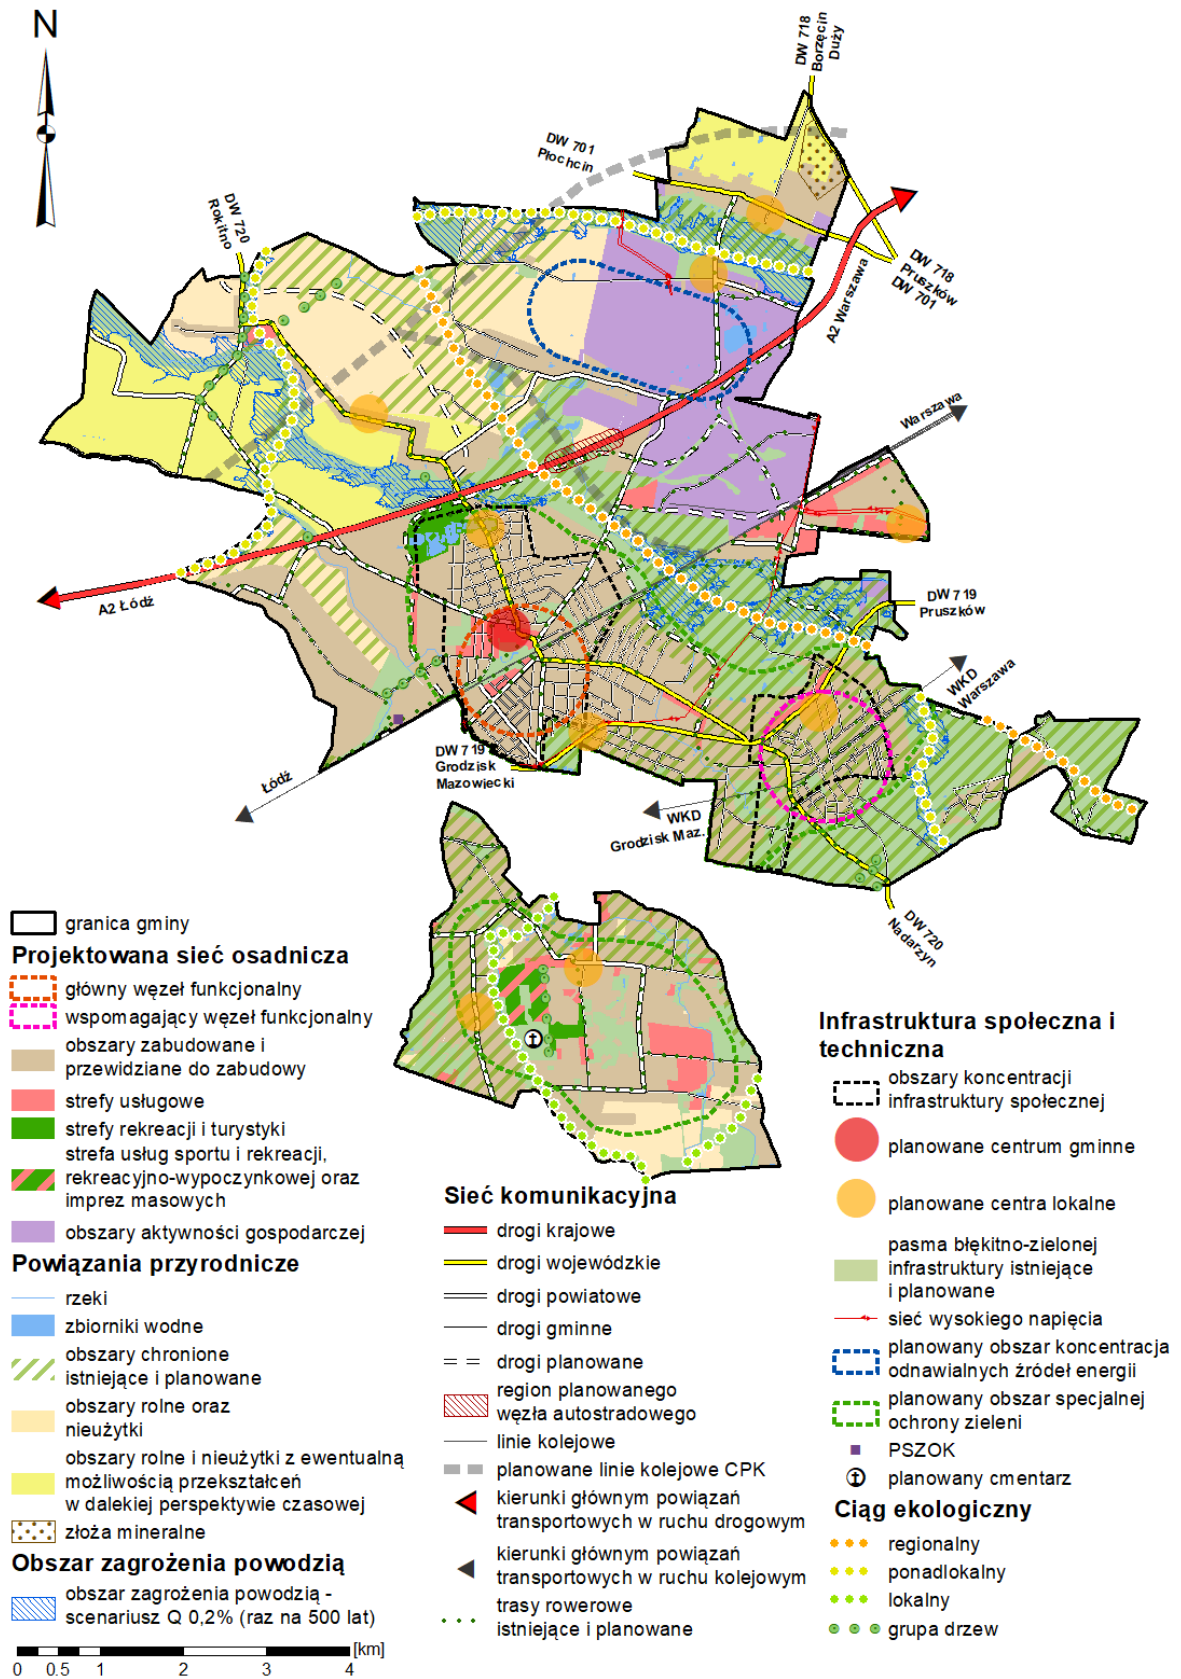 N
DW 718
Borzęcin
Duży
DW 701
Płochcin
DW 720
Rokitno
DW 718
Pruszków
DW 701
A2 Warszawa
Warszawa
A2 Łódź
DW 719
Pruszków
WKD
Warszawa
DW 719
Grodzisk
Mazowiecki
Łódź
WKD
Grodzisk Maz.
DW 720
Nadarzyn
granica gminy
Projektowana sieć osadnicza
główny węzeł funkcjonalny
wspomagający węzeł funkcjonalny
obszary zabudowane i
przewidziane do zabudowy
strefy usługowe
strefy rekreacji i turystyki
strefa usług sportu i rekreacji,
rekreacyjno-wypoczynkowej oraz
imprez masowych
obszary aktywności gospodarczej
Powiązania przyrodnicze
rzeki
zbiorniki wodne
obszary chronione
istniejące i planowane
obszary rolne oraz
nieużytki
obszary rolne i nieużytki z ewentualną
możliwością przekształceń
w dalekiej perspektywie czasowej
złoża mineralne
Obszar zagrożenia powodzią
obszar zagrożenia powodzią -
scenariusz Q 0,2% (raz na 500 lat)
[km]
0 0.5 1 2 3 4
Sieć komunikacyjna
drogi krajowe
drogi wojewódzkie
drogi powiatowe
drogi gminne
drogi planowane
region planowanego
węzła autostradowego
linie kolejowe
planowane linie kolejowe CPK
kierunki głównym powiązań
transportowych w ruchu drogowym
kierunki głównym powiązań
transportowych w ruchu kolejowym
trasy rowerowe
istniejące i planowane
Infrastruktura społeczna i
techniczna
obszary koncentracji
infrastruktury społecznej
planowane centrum gminne
planowane centra lokalne
pasma błękitno-zielonej
infrastruktury istniejące
i planowane
sieć wysokiego napięcia
planowany obszar koncentracja
odnawialnych źródeł energii
planowany obszar specjalnej
ochrony zieleni
PSZOK
planowany cmentarz
Ciąg ekologiczny
regionalny
ponadlokalny
lokalny
grupa drzew